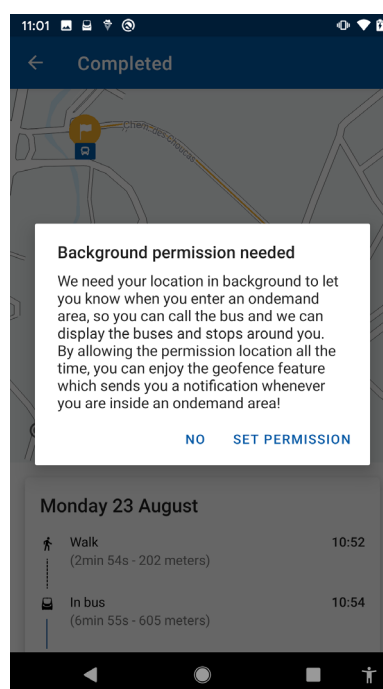 11:01
Completed
Chem. des Choucas
Background permission needed
We need your location in background to let
you know when you enter an ondemand
area, so you can call the bus and we can
display the buses and stops around you.
By allowing the permission location all the
time, you can enjoy the geofence feature
which sends you a notification whenever
you are inside an ondemand area!
NO SET PERMISSION
Monday 23 August
Walk 10:52
(2min 54s - 202 meters)
In bus 10:54
(6min 55s - 605 meters)